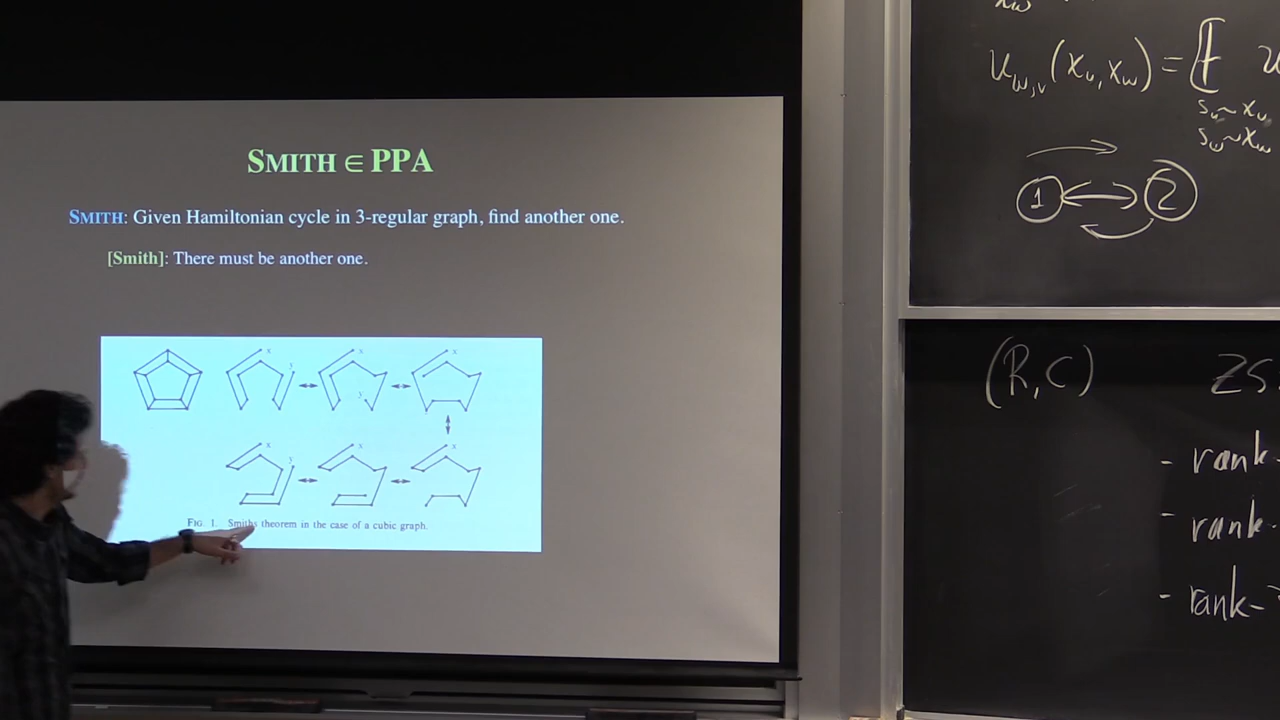 SMITH ∈ PPA
SMITH: Given Hamiltonian cycle in 3-regular graph, find another one.
[Smith]: There must be another one.
x
y
x
y
x
x
y
x
x
FIG. 1. Smiths theorem in the case of a cubic graph.
u_{w,v}(x_v, x_w) =
s_v~x_v
s_w~x_w
1
2
(R,C)
ZS
- rank-
- rank-
- rank-